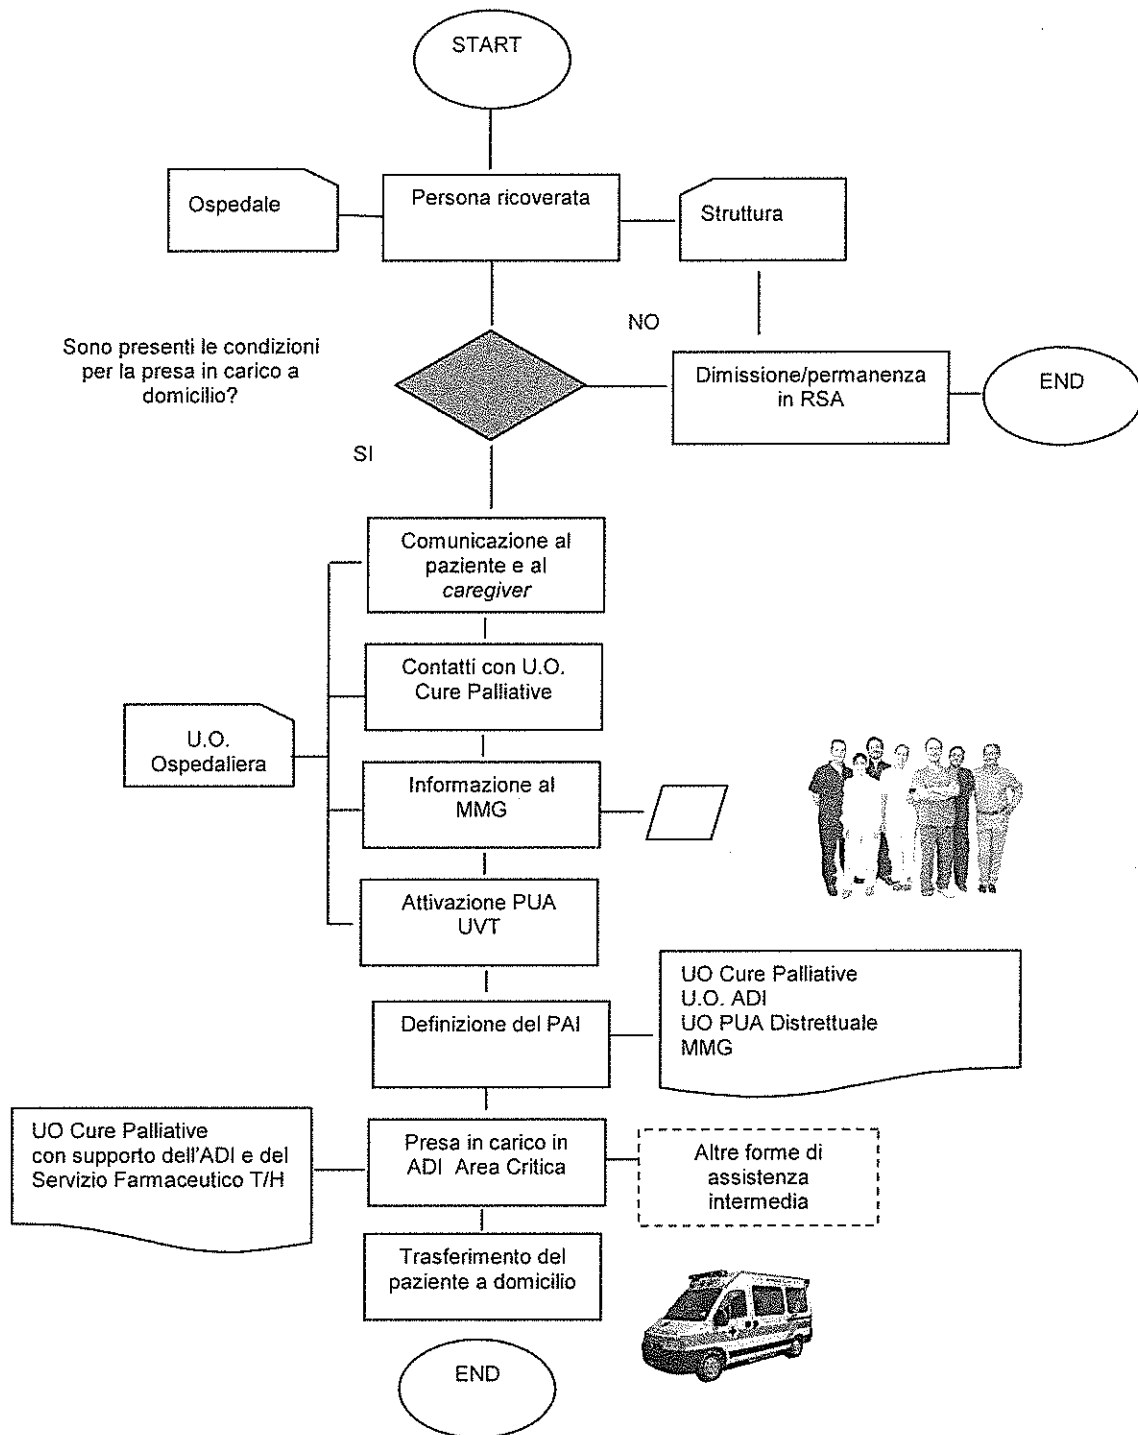 START
Ospedale
Persona ricoverata
Struttura
NO
Sono presenti le condizioni
per la presa in carico a
domicilio?
Dimissione/permanenza
in RSA
END
SI
Comunicazione al
paziente e al
caregiver
Contatti con U.O.
Cure Palliative
U.O.
Ospedaliera
Informazione al
MMG
Attivazione PUA
UVT
Definizione del PAI
UO Cure Palliative
U.O. ADI
UO PUA Distrettuale
MMG
UO Cure Palliative
con supporto dell'ADI e del
Servizio Farmaceutico T/H
Presa in carico in
ADI Area Critica
Altre forme di
assistenza
intermedia
Trasferimento del
paziente a domicilio
END